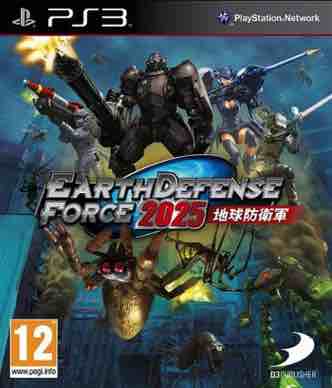 PS3
PlayStation.Network
EARTH DEFENSE
FORCE 2025 地球防衛軍
12
www.pegi.info
D3PUBLISHER